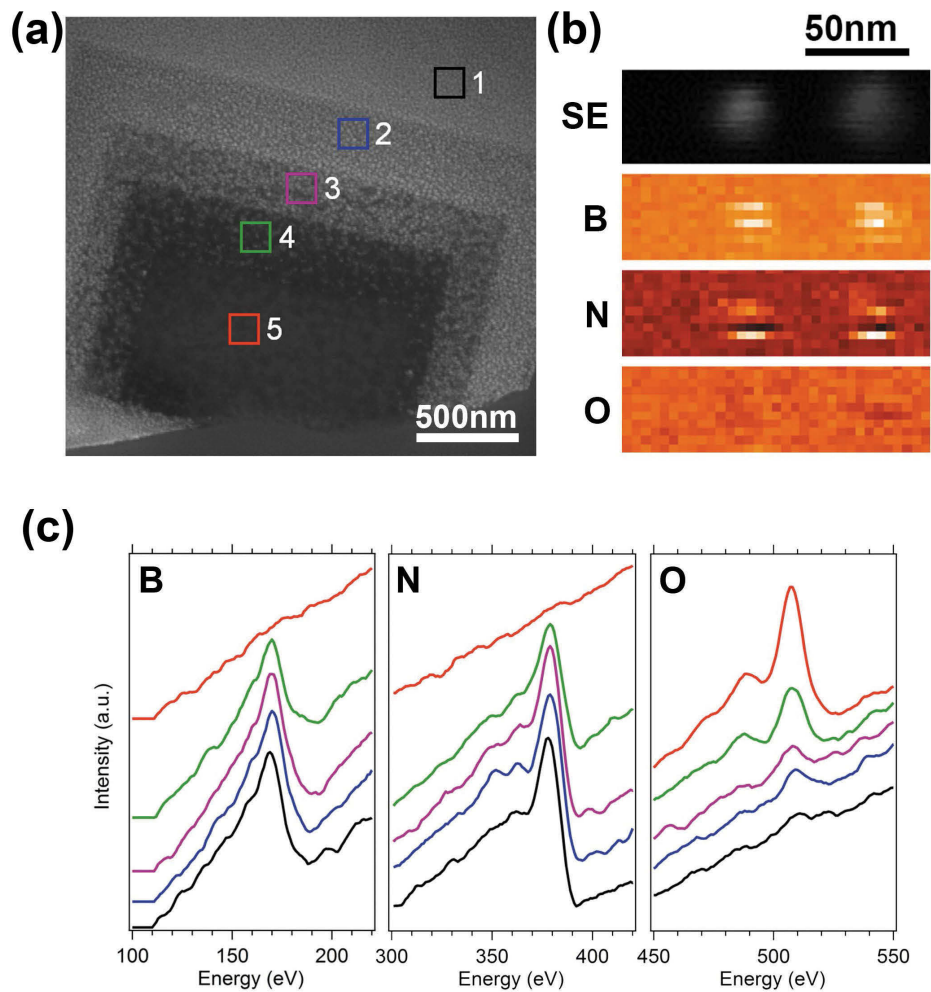 (a)
1
2
3
4
5
500nm
(b)
50nm
SE
B
N
O
(c)
B
N
O
Intensity (a.u.)
100
150
200
300
350
400
450
500
550
Energy (eV)
Energy (eV)
Energy (eV)